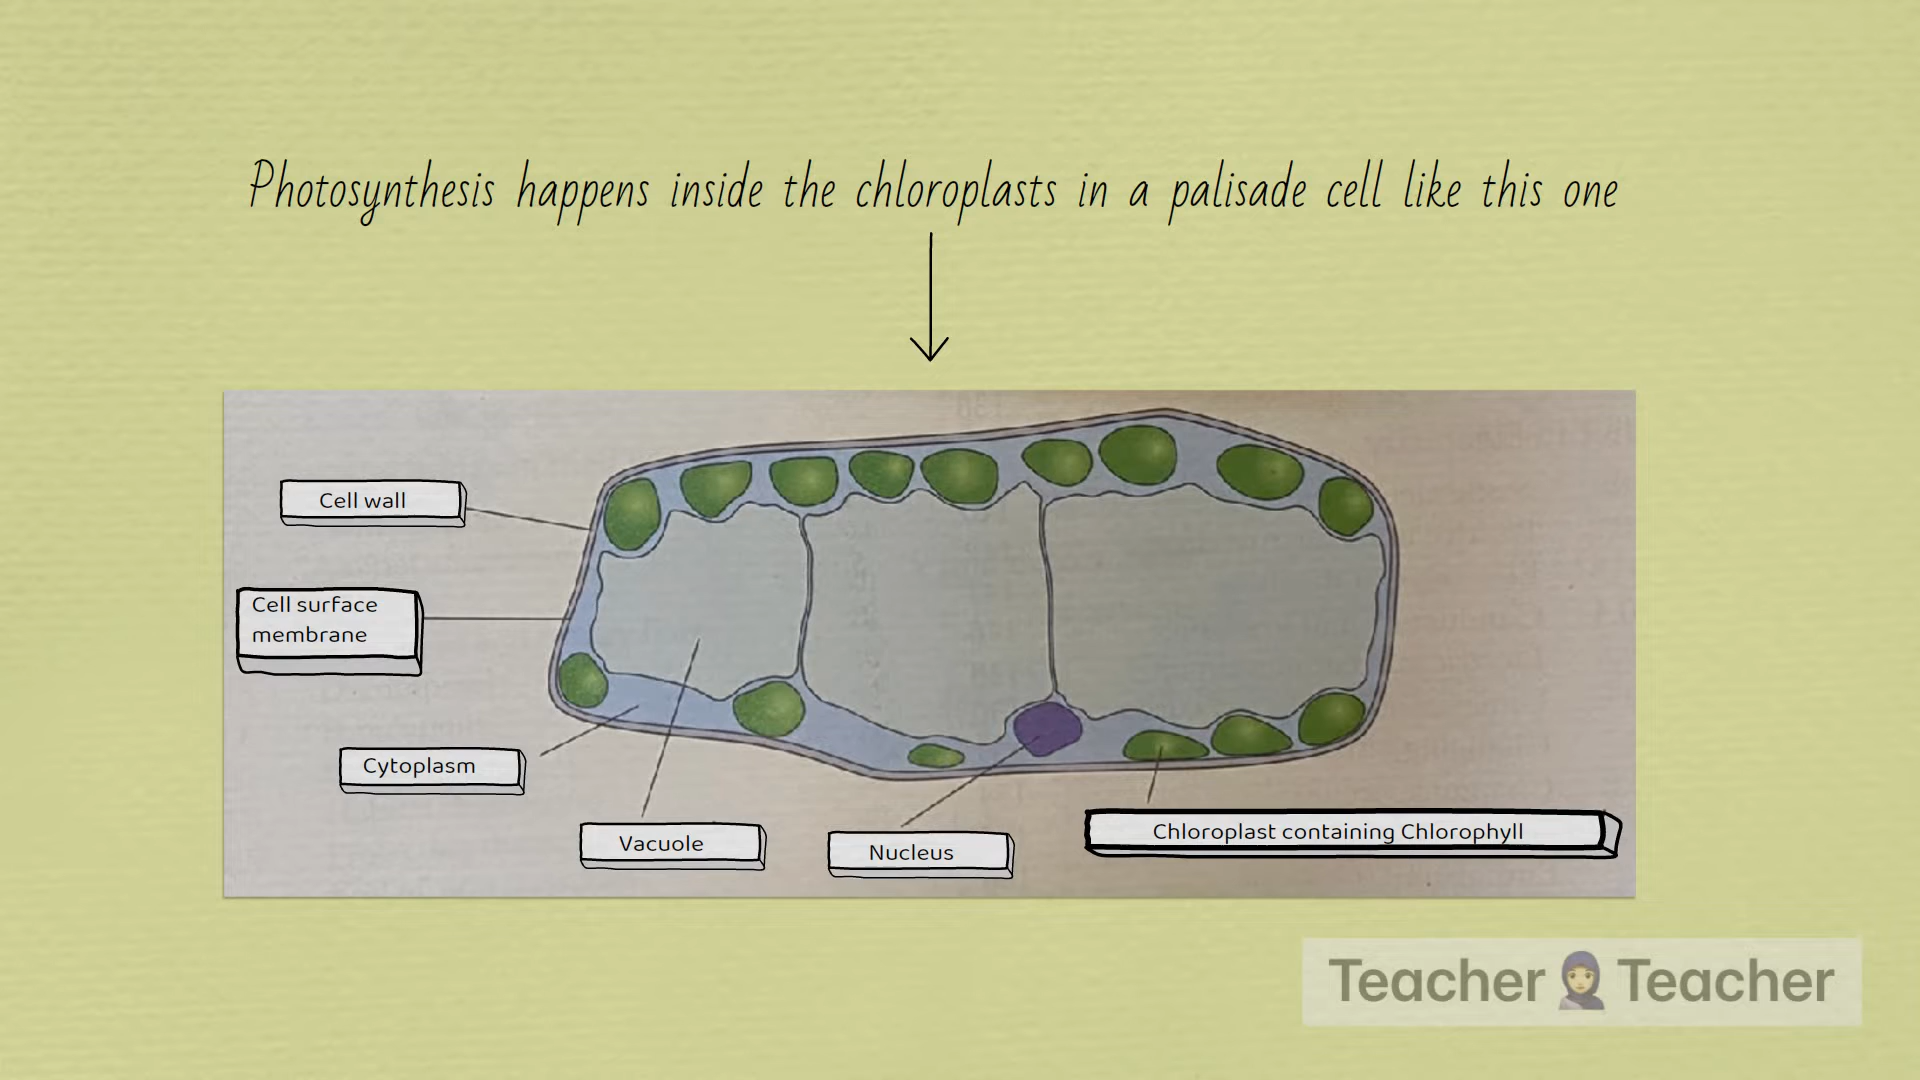 Photosynthesis happens inside the chloroplasts in a palisade cell like this one
Cell wall
Cell surface
membrane
Cytoplasm
Vacuole
Nucleus
Chloroplast containing Chlorophyll
Teacher Teacher